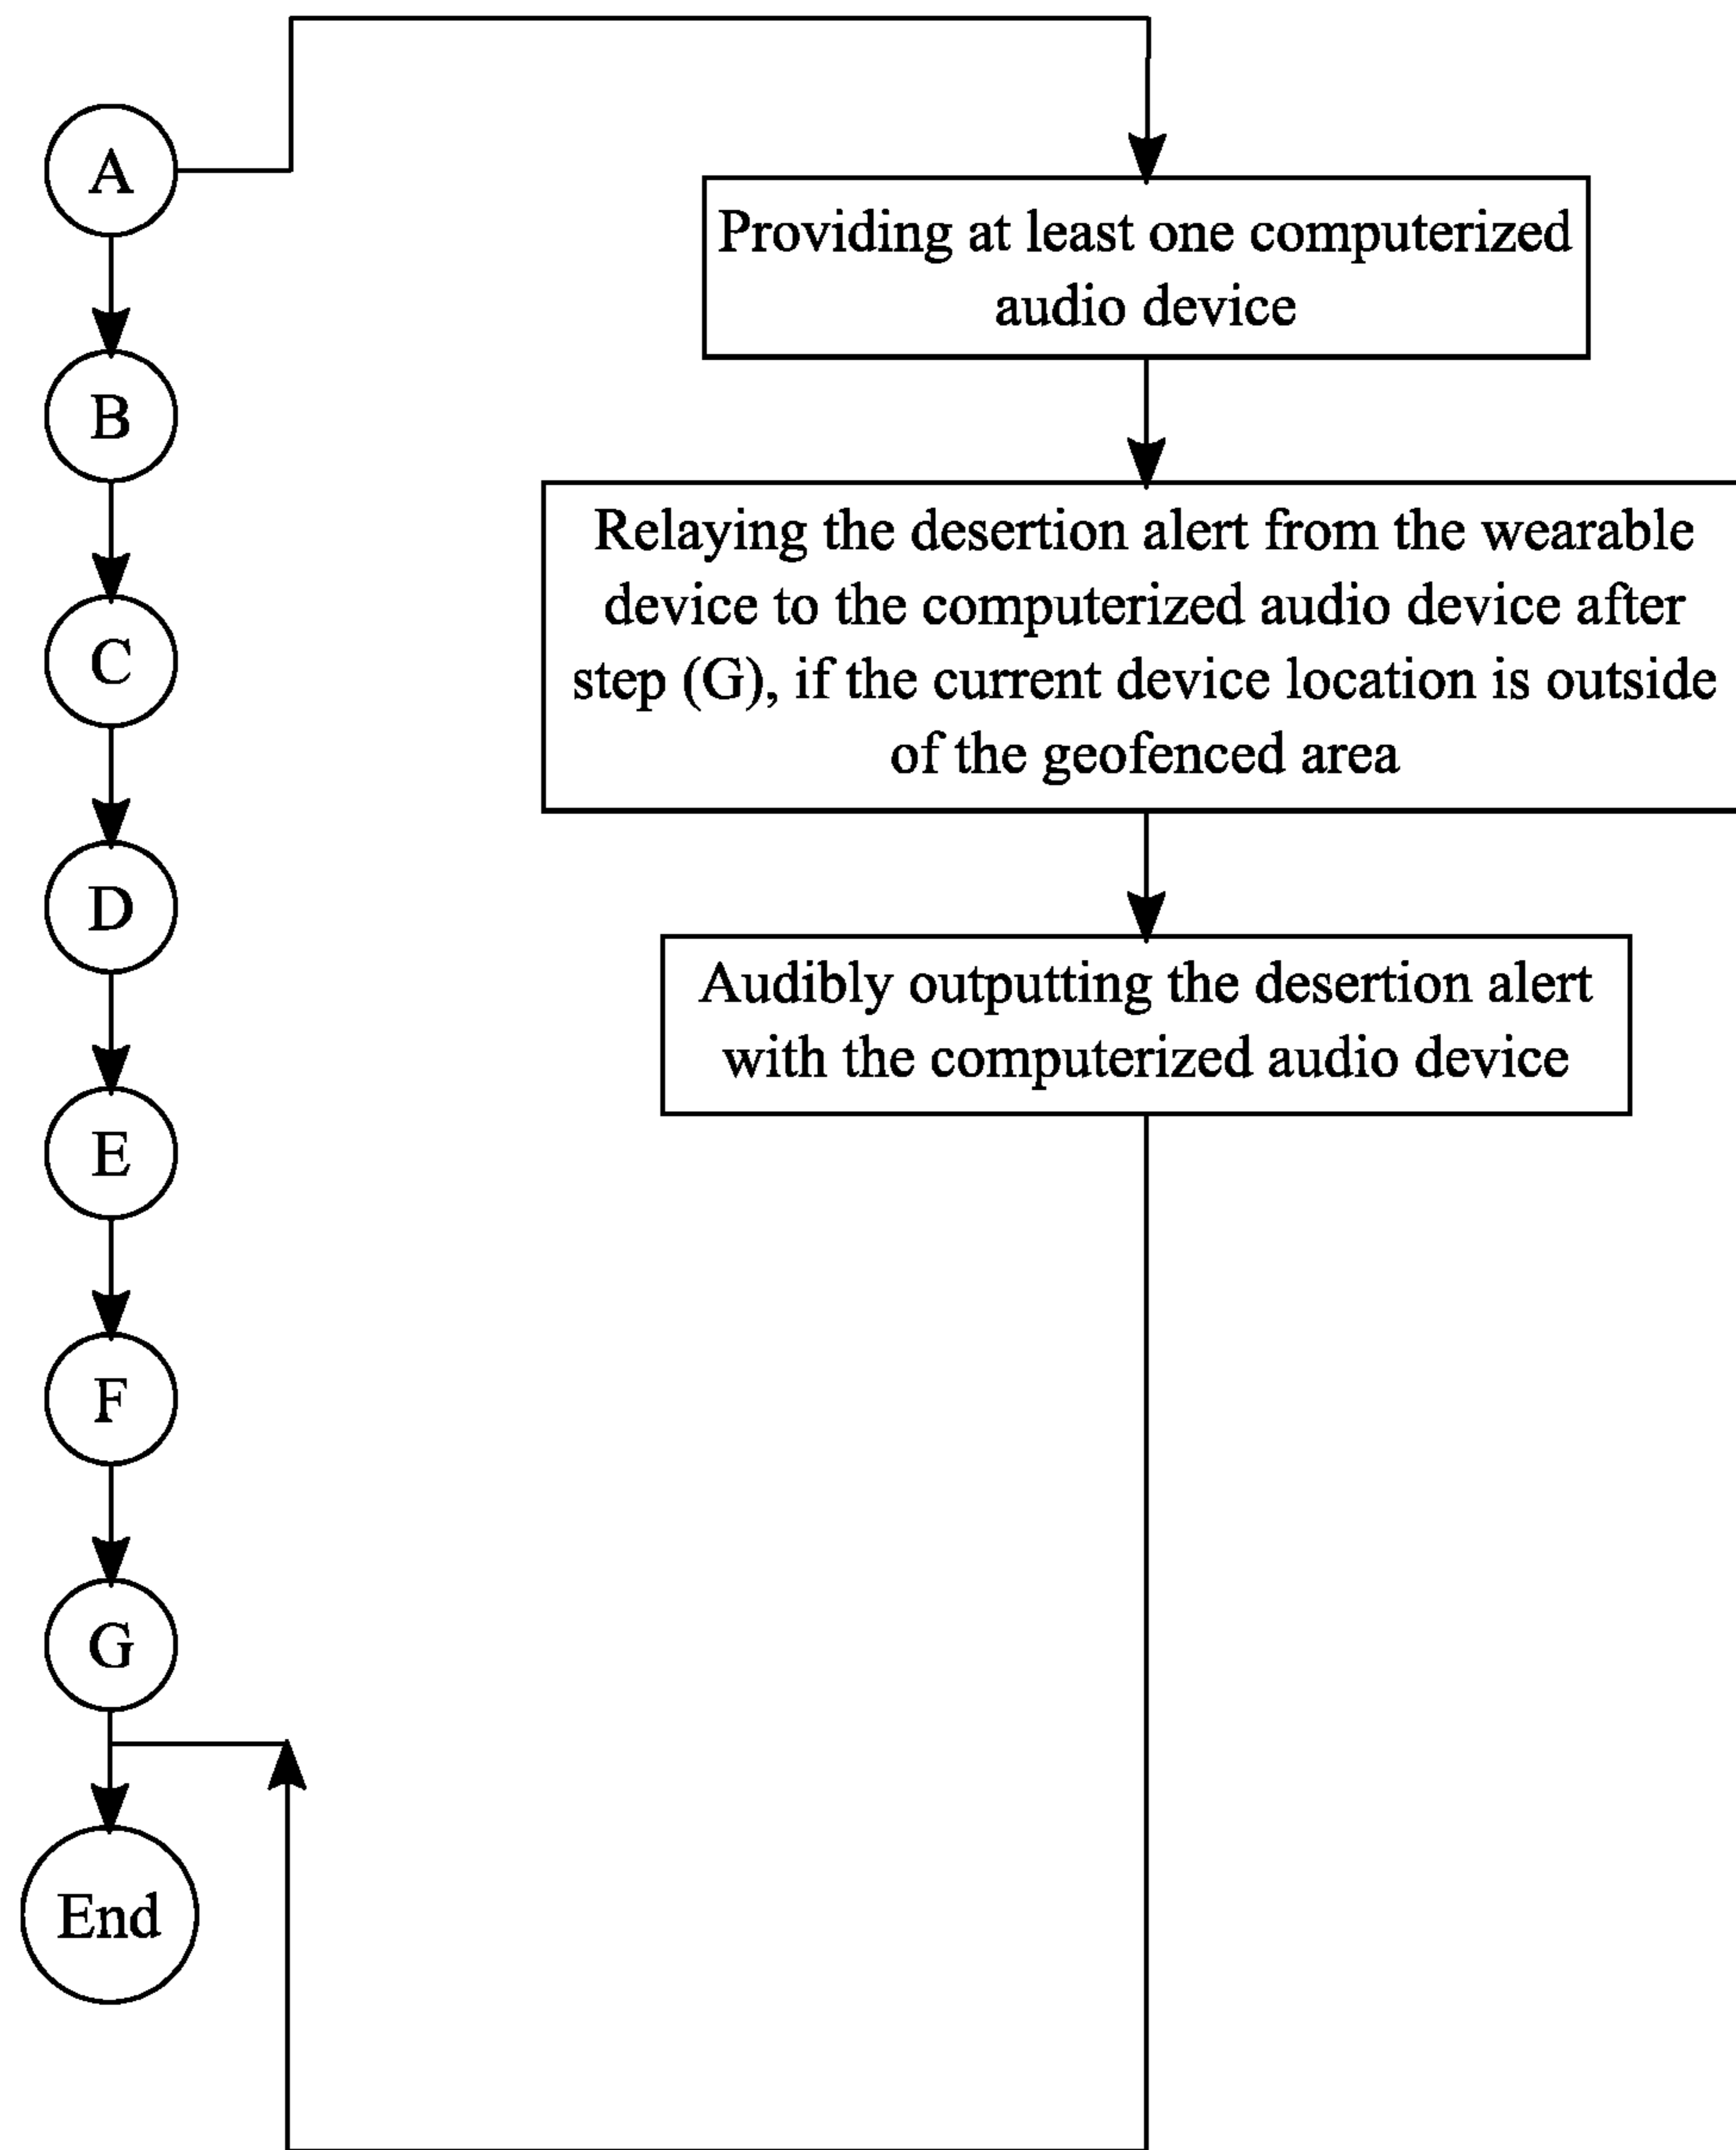 A
B
C
D
E
F
G
End
Providing at least one computerized
audio device
Relaying the desertion alert from the wearable
device to the computerized audio device after
step (G), if the current device location is outside
of the geofenced area
Audibly outputting the desertion alert
with the computerized audio device